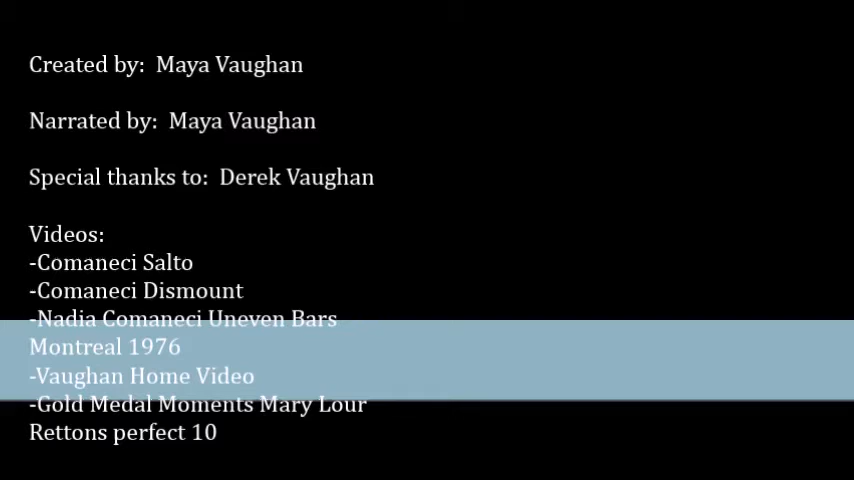 Created by:  Maya Vaughan
Narrated by:  Maya Vaughan
Special thanks to:  Derek Vaughan
Videos:
-Comaneci Salto
-Comaneci Dismount
-Nadia Comaneci Uneven Bars
Montreal 1976
-Vaughan Home Video
-Gold Medal Moments Mary Lour
Rettons perfect 10